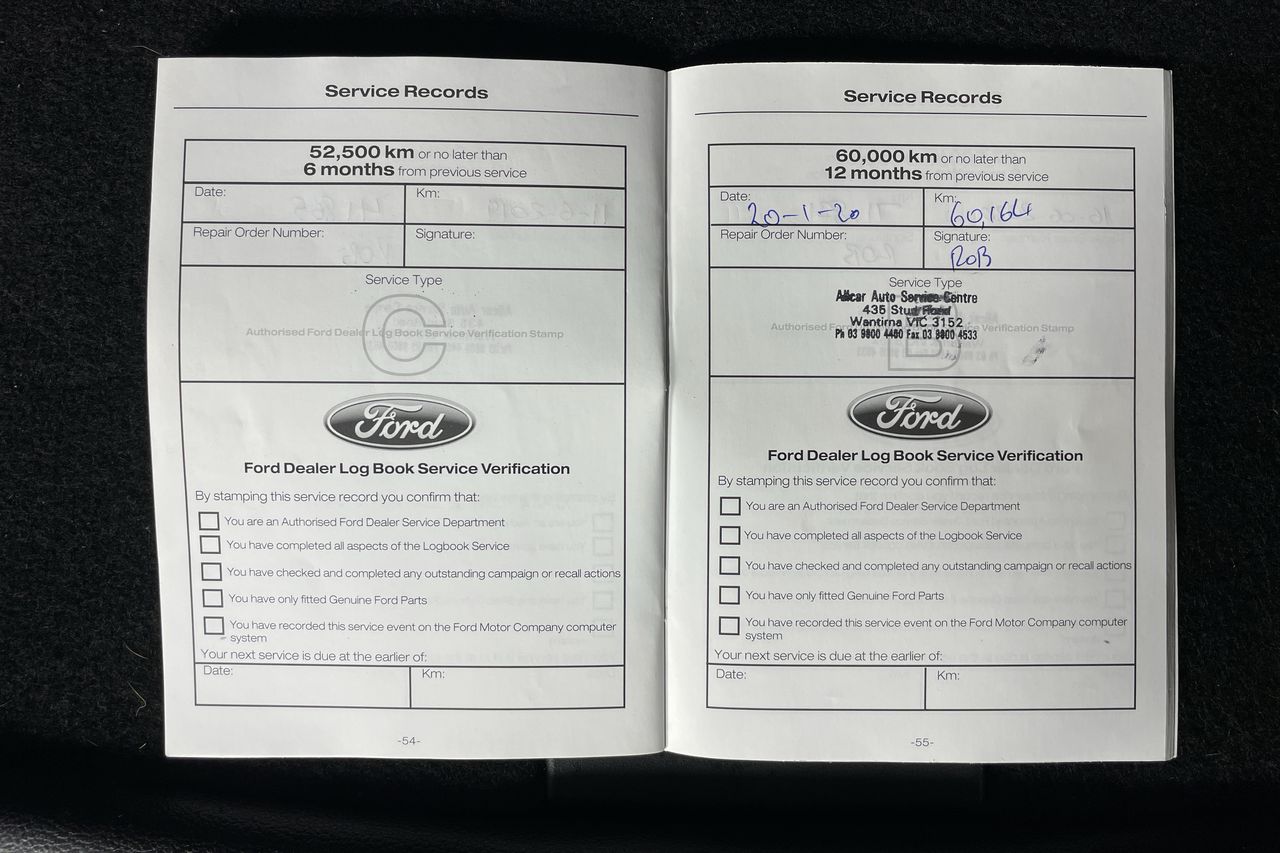 Service Records
52,500 km or no later than
6 months from previous service
Date:
Km:
Repair Order Number:
Signature:
Service Type
C
Authorised Ford Dealer Log Book Service Verification Stamp
Ford
Ford Dealer Log Book Service Verification
By stamping this service record you confirm that:
You are an Authorised Ford Dealer Service Department
You have completed all aspects of the Logbook Service
You have checked and completed any outstanding campaign or recall actions
You have only fitted Genuine Ford Parts
You have recorded this service event on the Ford Motor Company computer
system
Your next service is due at the earlier of:
Date:
Km:
-54-
Service Records
60,000 km or no later than
12 months from previous service
Date:
20-1-20
Km:
60,164
Repair Order Number:
Signature:
ROB
Service Type
Allcar Auto Service Centre
435 Stud Road
Wantirna VIC 3152
Authorised Ford Service Verification Stamp
Ph 03 9800 4400 Fax 03 9800 4533
Ford
Ford Dealer Log Book Service Verification
By stamping this service record you confirm that:
You are an Authorised Ford Dealer Service Department
You have completed all aspects of the Logbook Service
You have checked and completed any outstanding campaign or recall actions
You have only fitted Genuine Ford Parts
You have recorded this service event on the Ford Motor Company computer
system
Your next service is due at the earlier of:
Date:
Km:
-55-